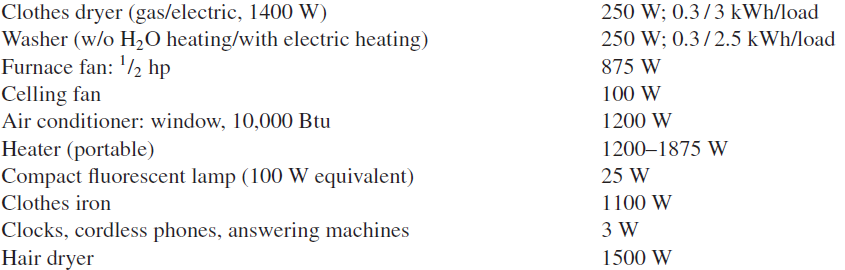 Clothes dryer (gas/electric, 1400 W) 250 W; 0.3/3 kWh/load
Washer (w/o H₂O heating/with electric heating) 250 W; 0.3/2.5 kWh/load
Furnace fan: ¹/₂ hp 875 W
Celling fan 100 W
Air conditioner: window, 10,000 Btu 1200 W
Heater (portable) 1200–1875 W
Compact fluorescent lamp (100 W equivalent) 25 W
Clothes iron 1100 W
Clocks, cordless phones, answering machines 3 W
Hair dryer 1500 W